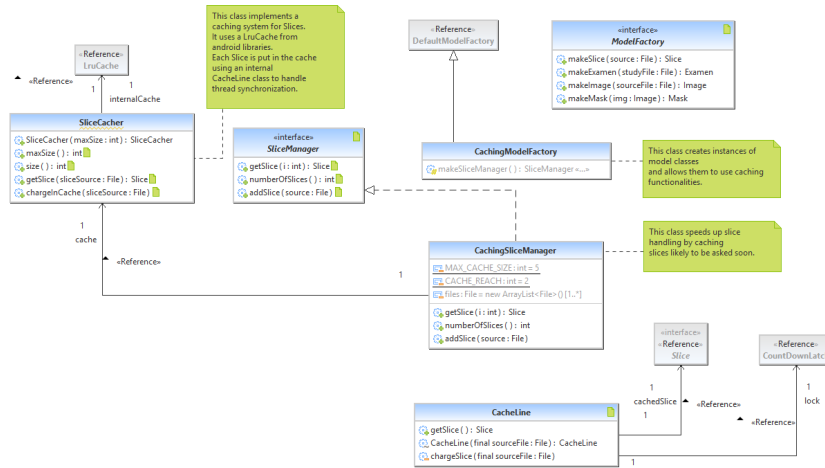 «Reference»
LruCache
«Reference»
1
1
internalCache
This class implements a
caching system for Slices.
It uses a LruCache from
android libraries.
Each Slice is put in the cache
using an internal
CacheLine class to handle
thread synchronization.
«Reference»
DefaultModelFactory
«interface»
ModelFactory
makeSlice (source : File) : Slice
makeExamen (studyFile : File) : Examen
makeImage (sourceFile : File) : Image
makeMask (img : Image) : Mask
SliceCacher
SliceCacher (maxSize : int) : SliceCacher
maxSize ( ) : int
size ( ) : int
getSlice (sliceSource : File) : Slice
chargeInCache (sliceSource : File)
«interface»
SliceManager
getSlice (i : int) : Slice
numberOfSlices ( ) : int
addSlice (source : File)
CachingModelFactory
makeSliceManager ( ) : SliceManager «...»
This class creates instances of
model classes
and allows them to use caching
functionalities.
1
cache
«Reference»
1
CachingSliceManager
MAX_CACHE_SIZE : int = 5
CACHE_REACH : int = 2
files : File = new ArrayList<File>() [1..*]
getSlice (i : int) : Slice
numberOfSlices ( ) : int
addSlice (source : File)
This class speeds up slice
handling by caching
slices likely to be asked soon.
«interface»
«Reference»
Slice
«Reference»
CountDownLatc
1
cachedSlice
1
«Reference»
1
lock
«Reference»
CacheLine
getSlice ( ) : Slice
CacheLine (final sourceFile : File) : CacheLine
chargeSlice (final sourceFile : File)
1